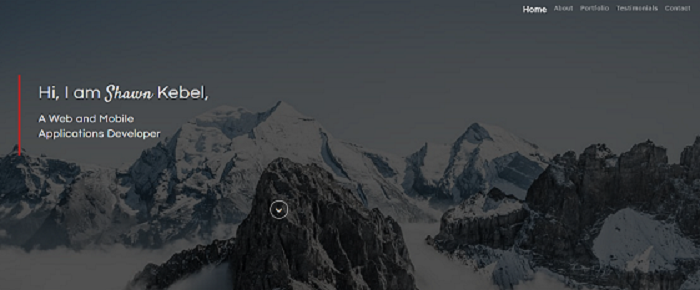 Home About Portfolio Testimonials Contact
Hi, I am Shawn Kebel,
A Web and Mobile
Applications Developer